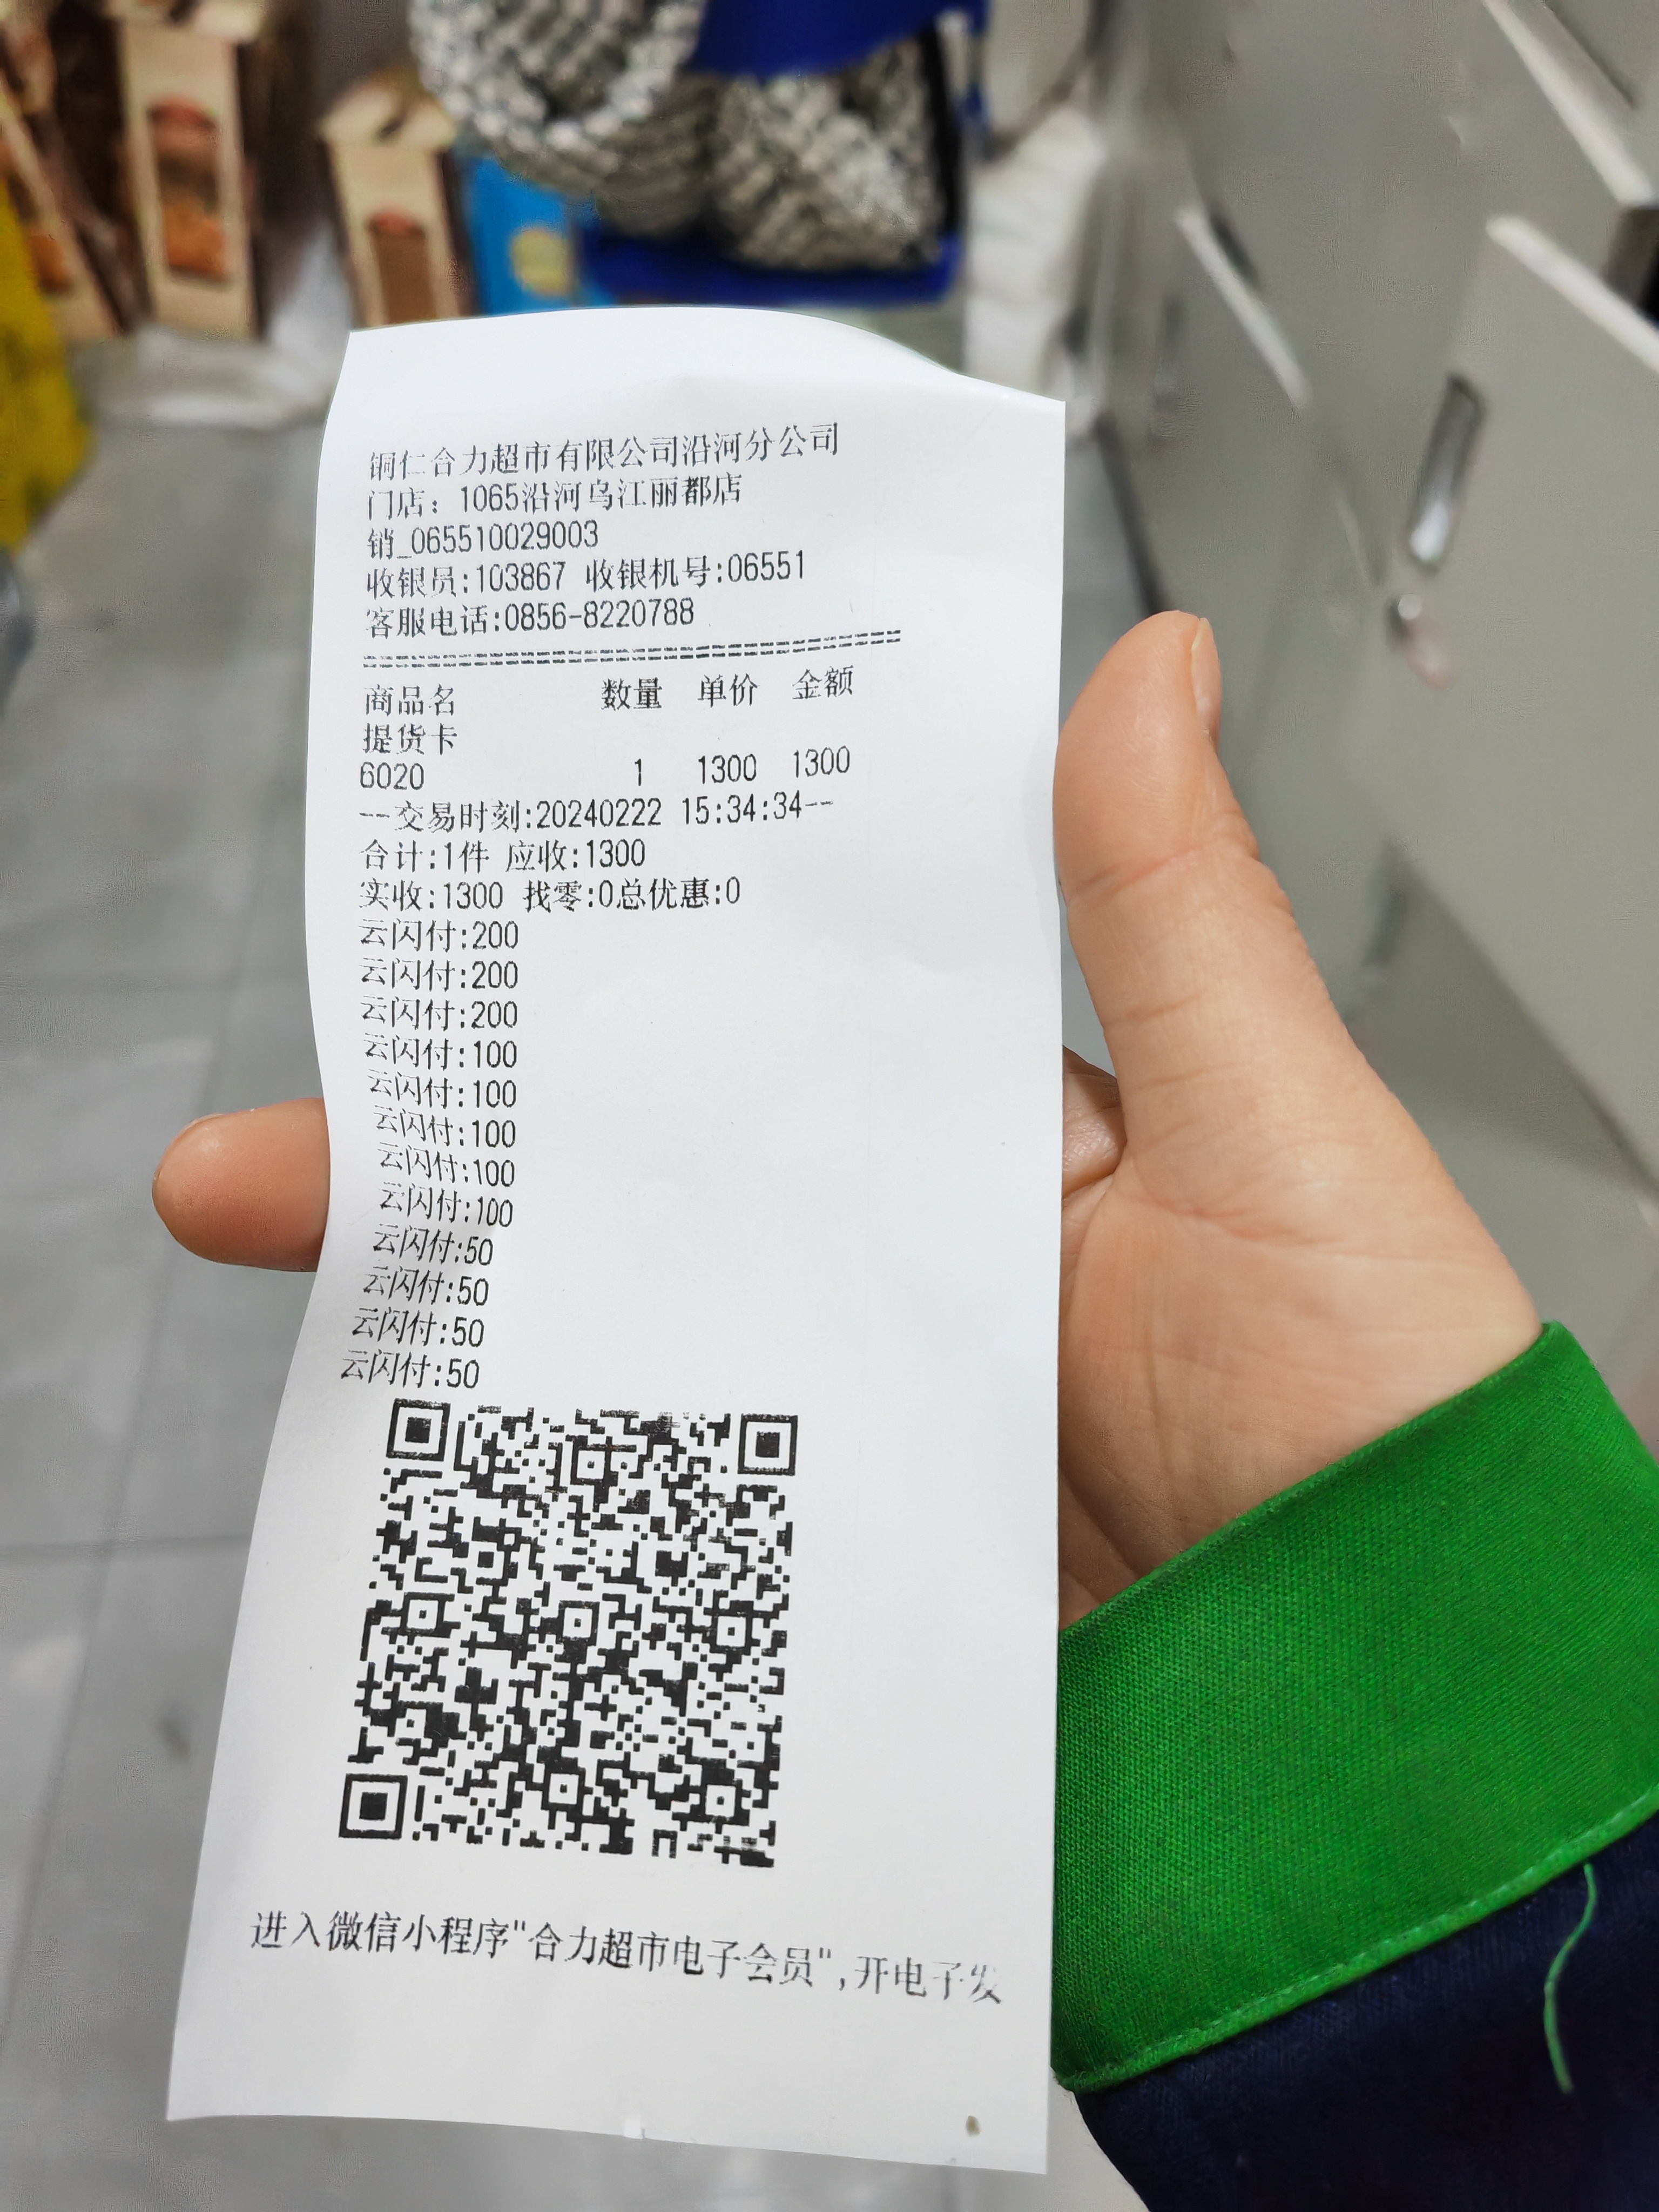 铜仁合力超市有限公司沿河分公司
门店：1065沿河乌江丽都店
销_065510029003
收银员:103867 收银机号:06551
客服电话:0856-8220788
商品名 数量 单价 金额
提货卡
6020 1 1300 1300
--交易时刻:20240222 15:34:34--
合计:1件 应收:1300
实收:1300 找零:0总优惠:0
云闪付:200
云闪付:200
云闪付:200
云闪付:100
云闪付:100
云闪付:100
云闪付:100
云闪付:100
云闪付:50
云闪付:50
云闪付:50
云闪付:50
进入微信小程序"合力超市电子会员",开电子发